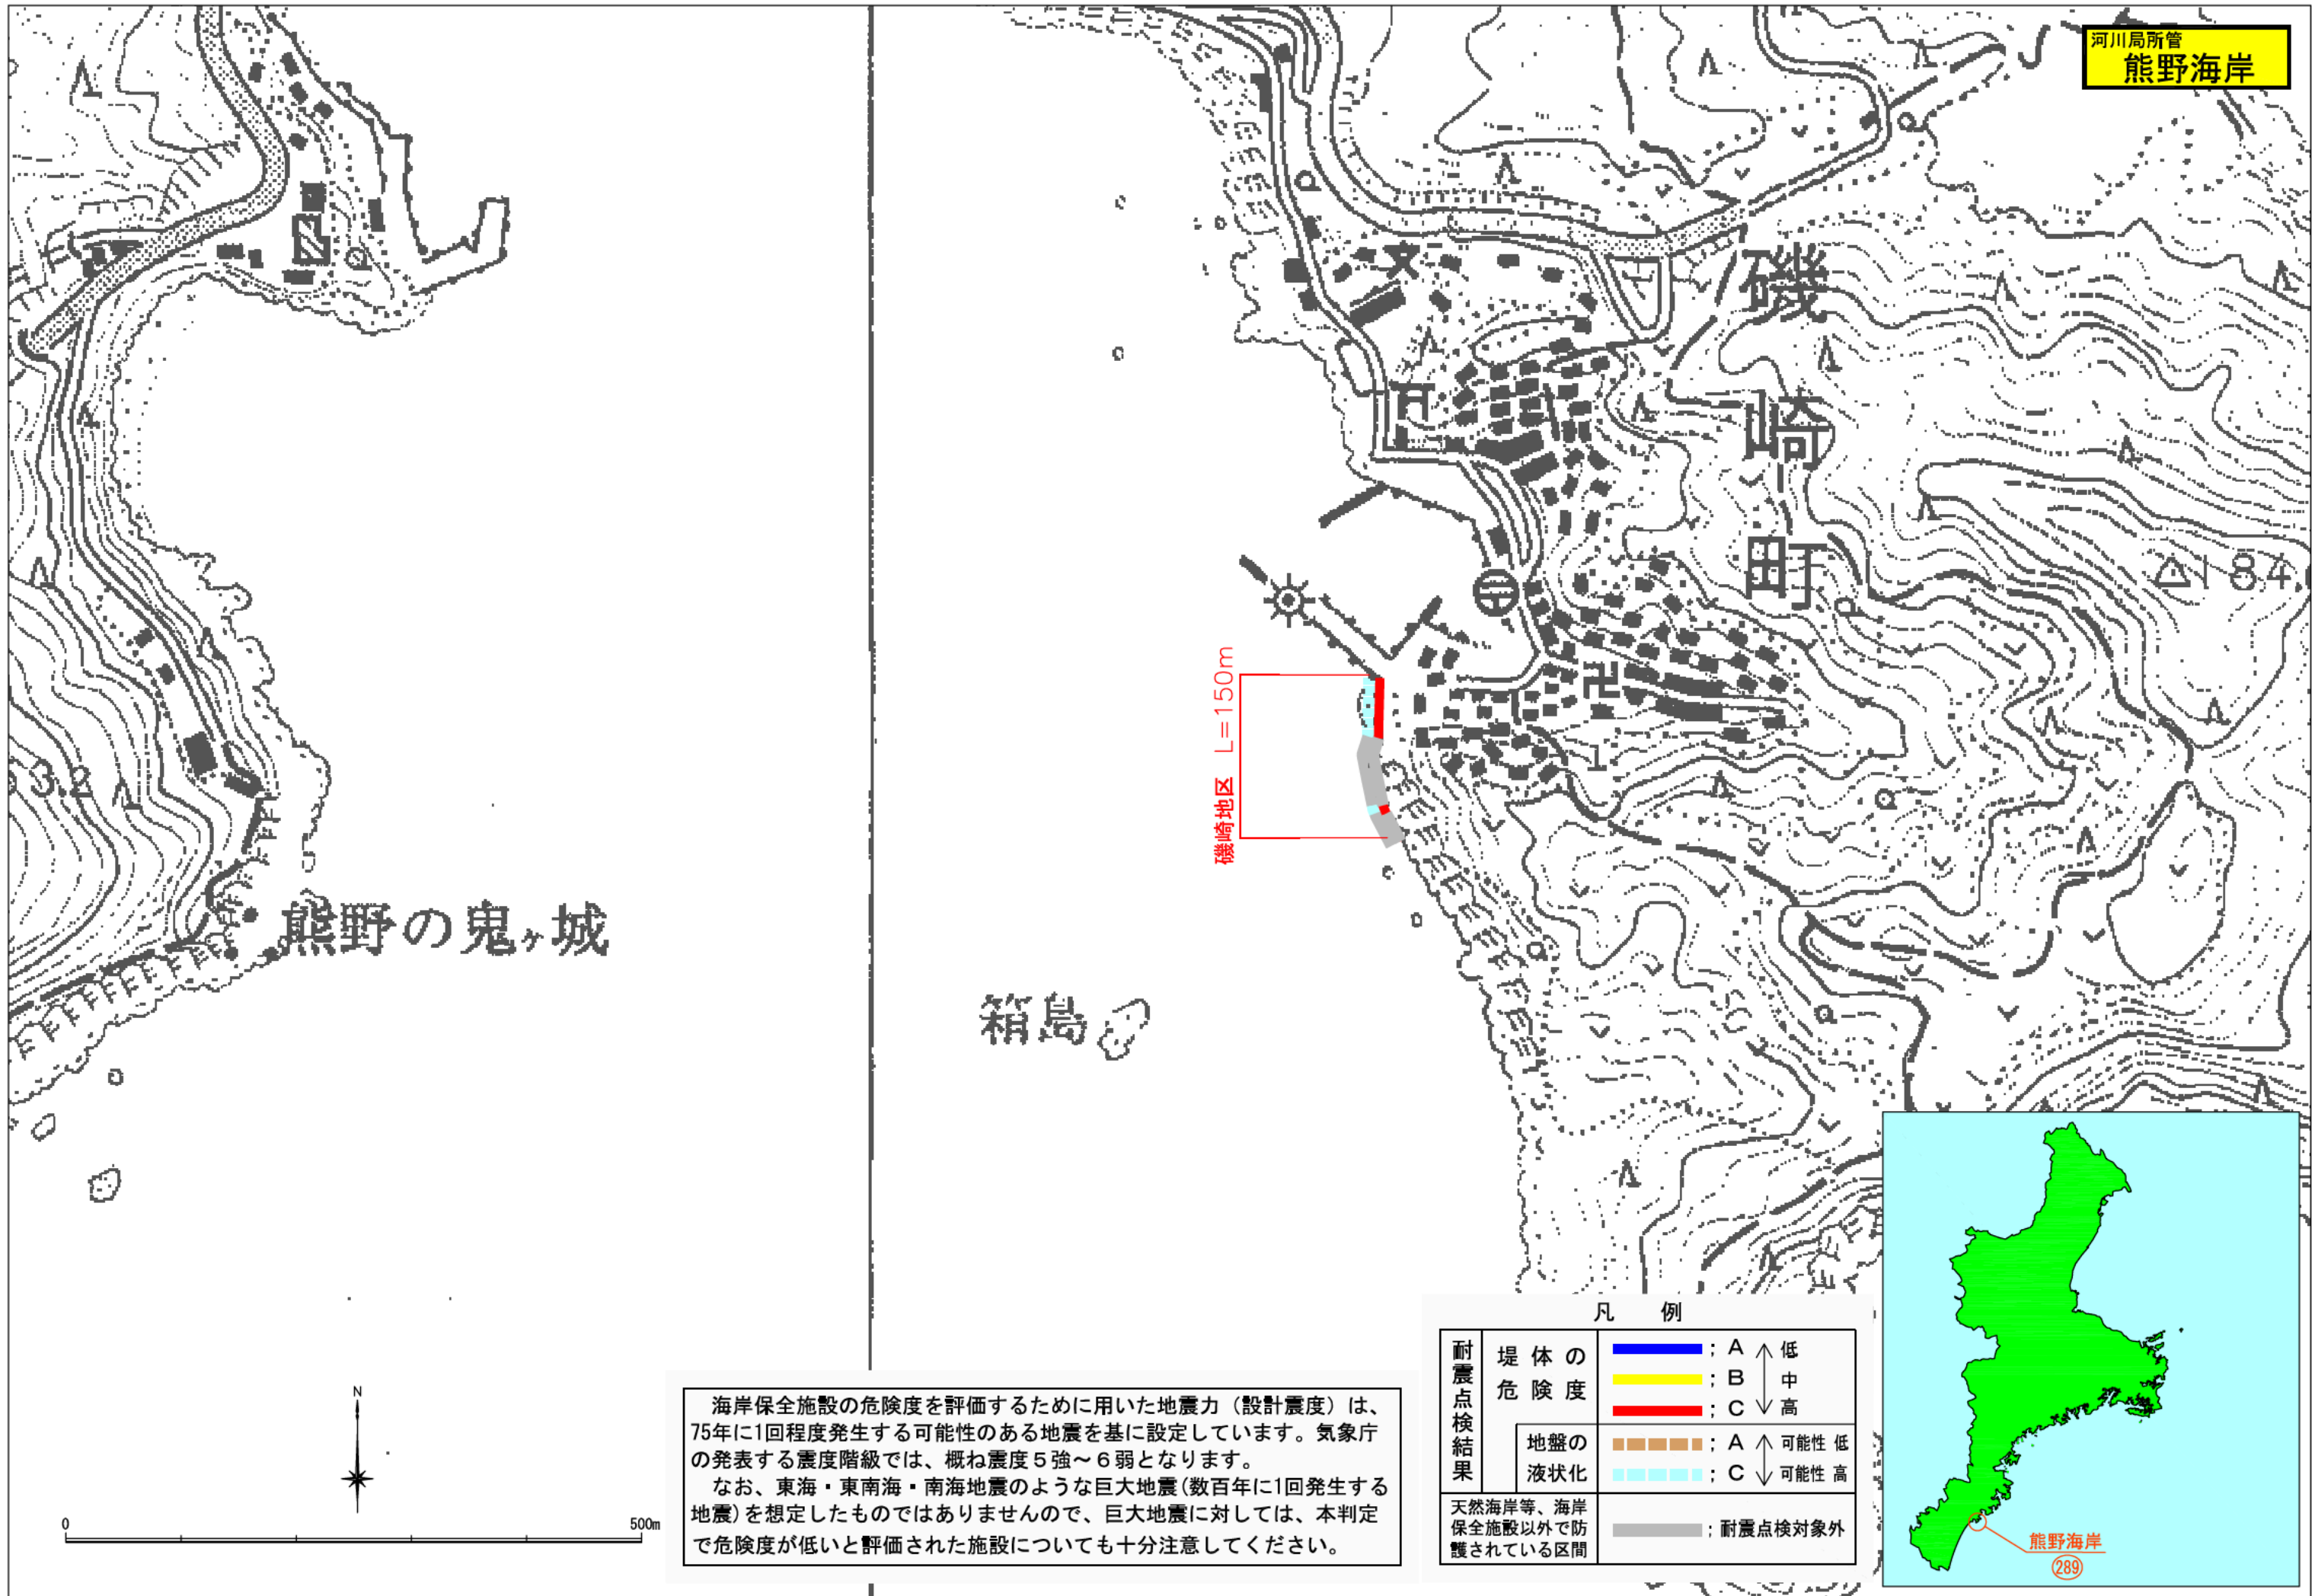 河川局所管
熊野海岸
磯崎町
184
3.2
熊野の鬼ヶ城
箱島
磯崎地区 L=150m
N
0 500m
海岸保全施設の危険度を評価するために用いた地震力（設計震度）は、
75年に1回程度発生する可能性のある地震を基に設定しています。気象庁
の発表する震度階級では、概ね震度５強～６弱となります。
なお、東海・東南海・南海地震のような巨大地震(数百年に1回発生する
地震)を想定したものではありませんので、巨大地震に対しては、本判定
で危険度が低いと評価された施設についても十分注意してください。
凡 例
耐震点検結果
堤体の
危険度
; A 低
; B 中
; C 高
地盤の
液状化
; A 可能性 低
; C 可能性 高
天然海岸等、海岸
保全施設以外で防
護されている区間
; 耐震点検対象外
熊野海岸
289